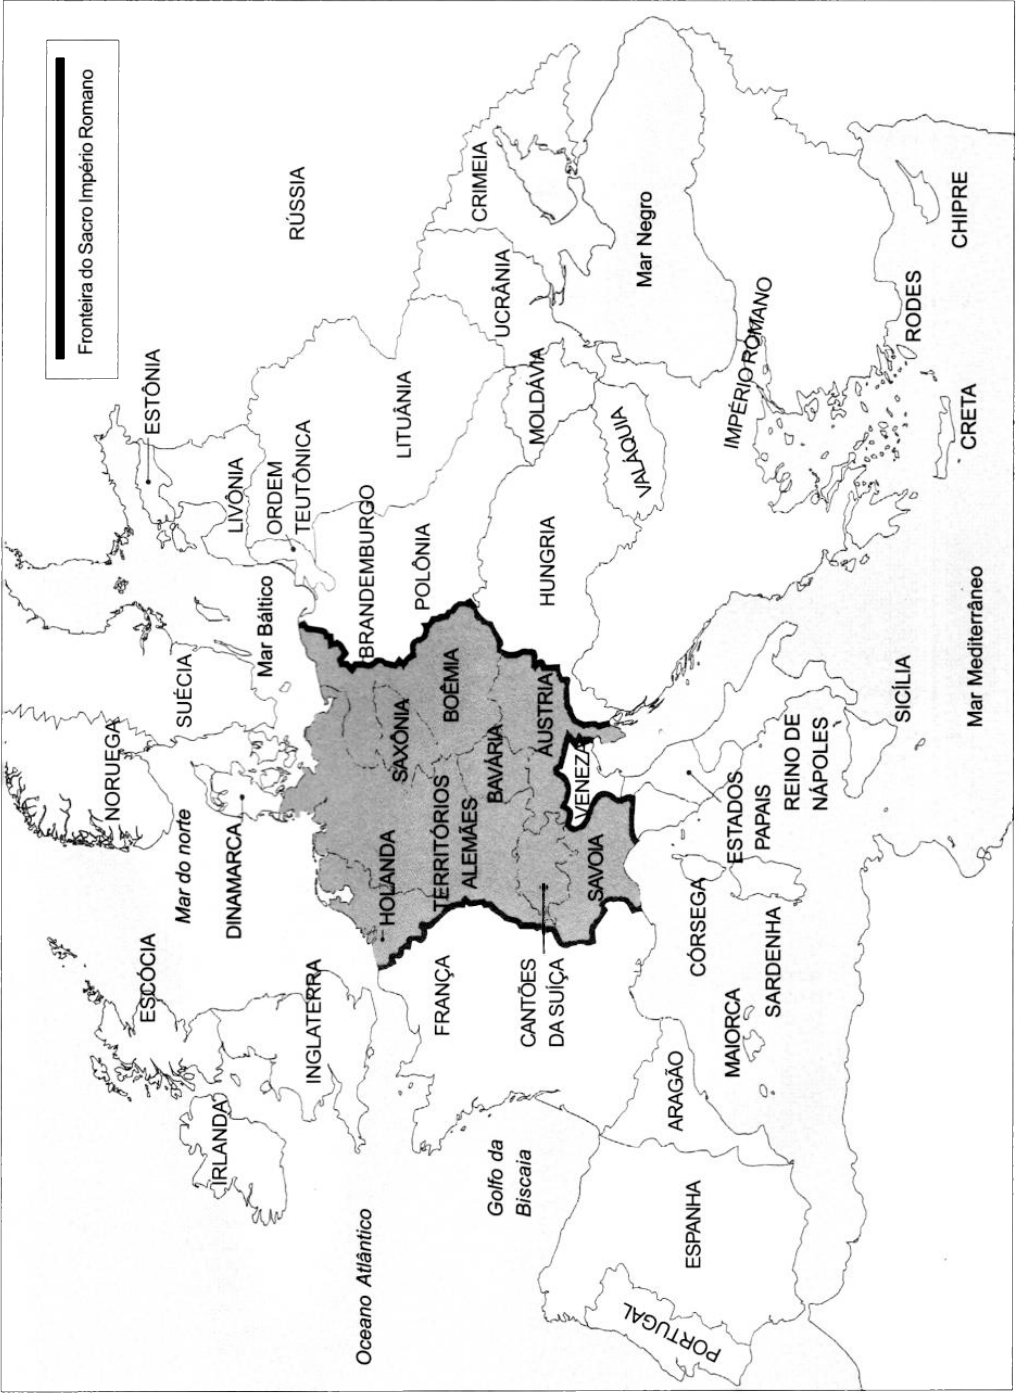 Fronteira do Sacro Império Romano
NORUEGA
SUÉCIA
ESTÔNIA
ESCÓCIA
Mar do norte
DINAMARCA
Mar Báltico
LIVÔNIA
ORDEM
TEUTÔNICA
RÚSSIA
IRLANDA
INGLATERRA
HOLANDA
SAXÔNIA
BRANDEMBURGO
POLÔNIA
LITUÂNIA
Oceano Atlântico
FRANÇA
TERRITÓRIOS
ALEMÃES
BOÊMIA
BAVÁRIA
UCRÂNIA
CRIMEIA
Golfo da
Biscaia
CANTÕES
DA SUÍÇA
ÁUSTRIA
HUNGRIA
MOLDÁVIA
SAVOIA
VENEZA
VALÁQUIA
Mar Negro
PORTUGAL
ESPANHA
ARAGÃO
MAIORCA
CÓRSEGA
SARDENHA
ESTADOS
PAPAIS
REINO DE
NÁPOLES
SICÍLIA
IMPÉRIO ROMANO
RODES
CRETA
CHIPRE
Mar Mediterrâneo